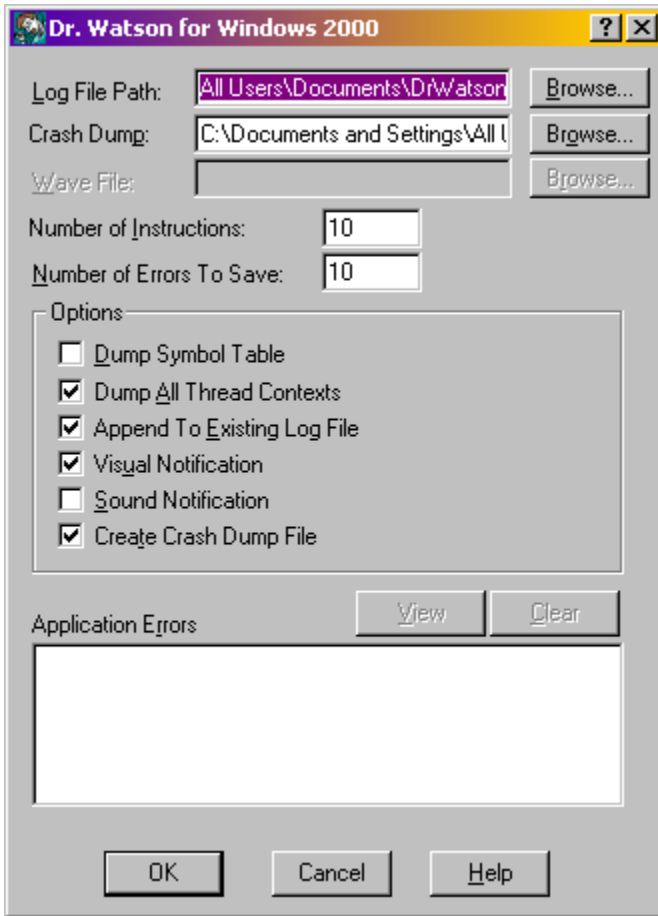 Dr. Watson for Windows 2000
Log File Path: All Users\Documents\DrWatson Browse...
Crash Dump: C:\Documents and Settings\All Browse...
Wave File: Browse...
Number of Instructions: 10
Number of Errors To Save: 10
Options
Dump Symbol Table
Dump All Thread Contexts
Append To Existing Log File
Visual Notification
Sound Notification
Create Crash Dump File
Application Errors View Clear
OK Cancel Help